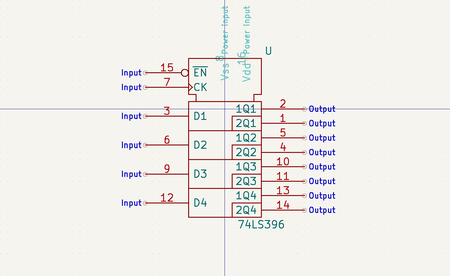 Power Input Power Input
U
Vss 8 Vdd 16
Input 15 EN
Input 7 CK
2 Output
Input 3 D1 1Q1
2Q1 1 Output
1Q2 5 Output
Input 6 D2 2Q2 4 Output
1Q3 10 Output
Input 9 D3 2Q3 11 Output
1Q4 13 Output
Input 12 D4 2Q4 14 Output
74LS396